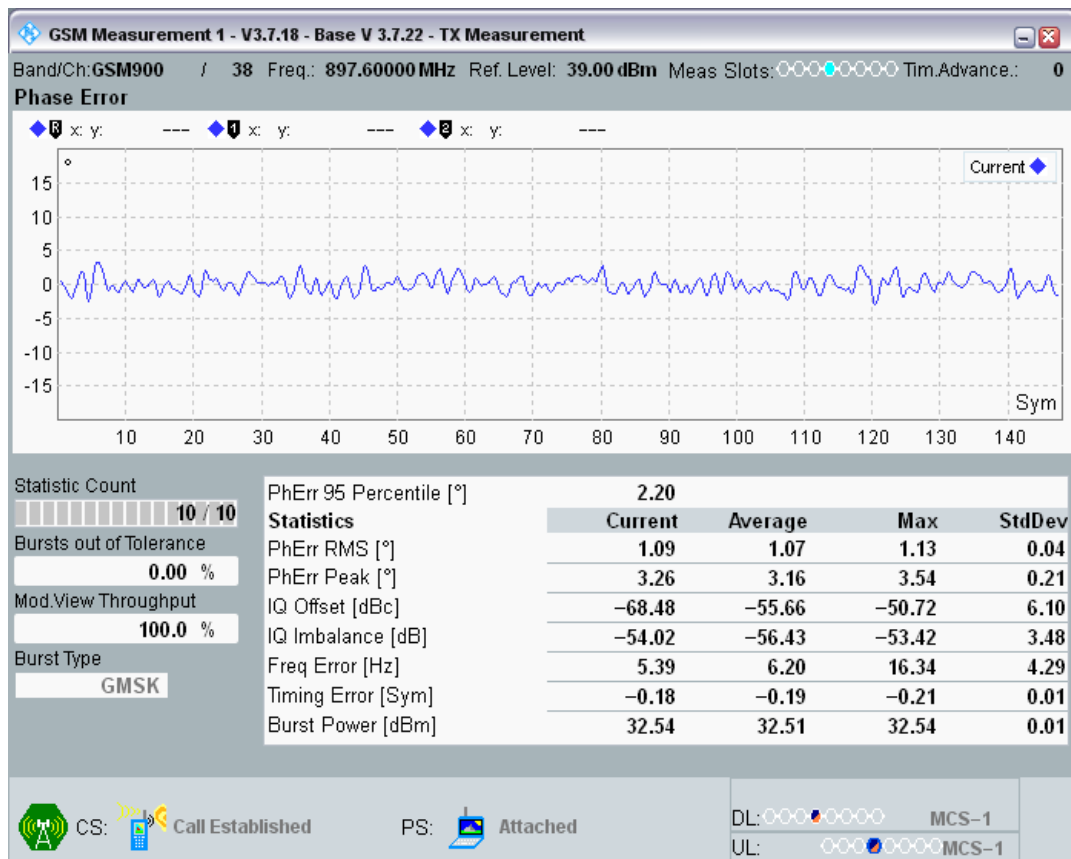 GSM Measurement 1 - V3.7.18 - Base V 3.7.22 - TX Measurement
Band/Ch:GSM900 / 38 Freq.: 897.60000 MHz Ref. Level: 39.00 dBm Meas Slots: Tim.Advance.: 0
Phase Error
R x: y: --- 1 x: y: --- 2 x: y: ---
°
Current
15
10
5
0
-5
-10
-15
Sym
10 20 30 40 50 60 70 80 90 100 110 120 130 140
Statistic Count
10 / 10
Bursts out of Tolerance
0.00 %
Mod.View Throughput
100.0 %
Burst Type
GMSK
PhErr 95 Percentile [°] 2.20
Statistics Current Average Max StdDev
PhErr RMS [°] 1.09 1.07 1.13 0.04
PhErr Peak [°] 3.26 3.16 3.54 0.21
IQ Offset [dBc] −68.48 −55.66 −50.72 6.10
IQ Imbalance [dB] −54.02 −56.43 −53.42 3.48
Freq Error [Hz] 5.39 6.20 16.34 4.29
Timing Error [Sym] −0.18 −0.19 −0.21 0.01
Burst Power [dBm] 32.54 32.51 32.54 0.01
CS: Call Established PS: Attached
DL: MCS−1
UL: MCS−1